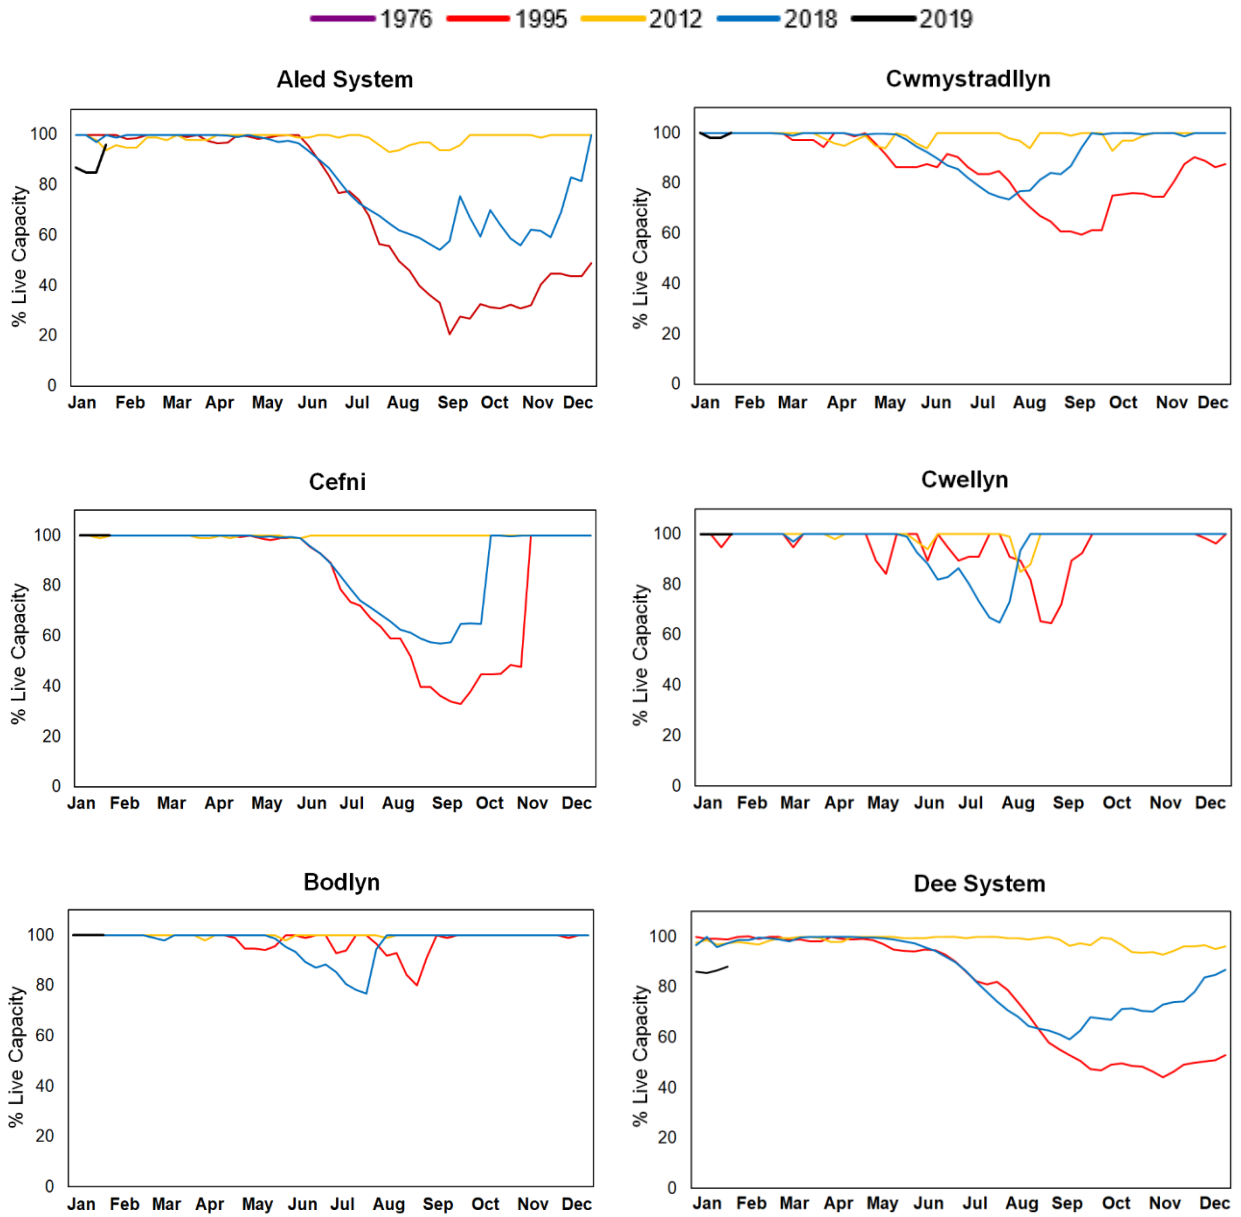 1976 1995 2012 2018 2019
Aled System
% Live Capacity
100
80
60
40
20
0
Jan Feb Mar Apr May Jun Jul Aug Sep Oct Nov Dec
Cwmystradllyn
% Live Capacity
100
80
60
40
20
0
Jan Feb Mar Apr May Jun Jul Aug Sep Oct Nov Dec
Cefni
% Live Capacity
100
80
60
40
20
0
Jan Feb Mar Apr May Jun Jul Aug Sep Oct Nov Dec
Cwellyn
% Live Capacity
100
80
60
40
20
0
Jan Feb Mar Apr May Jun Jul Aug Sep Oct Nov Dec
Bodlyn
% Live Capacity
100
80
60
40
20
0
Jan Feb Mar Apr May Jun Jul Aug Sep Oct Nov Dec
Dee System
% Live Capacity
100
80
60
40
20
0
Jan Feb Mar Apr May Jun Jul Aug Sep Oct Nov Dec